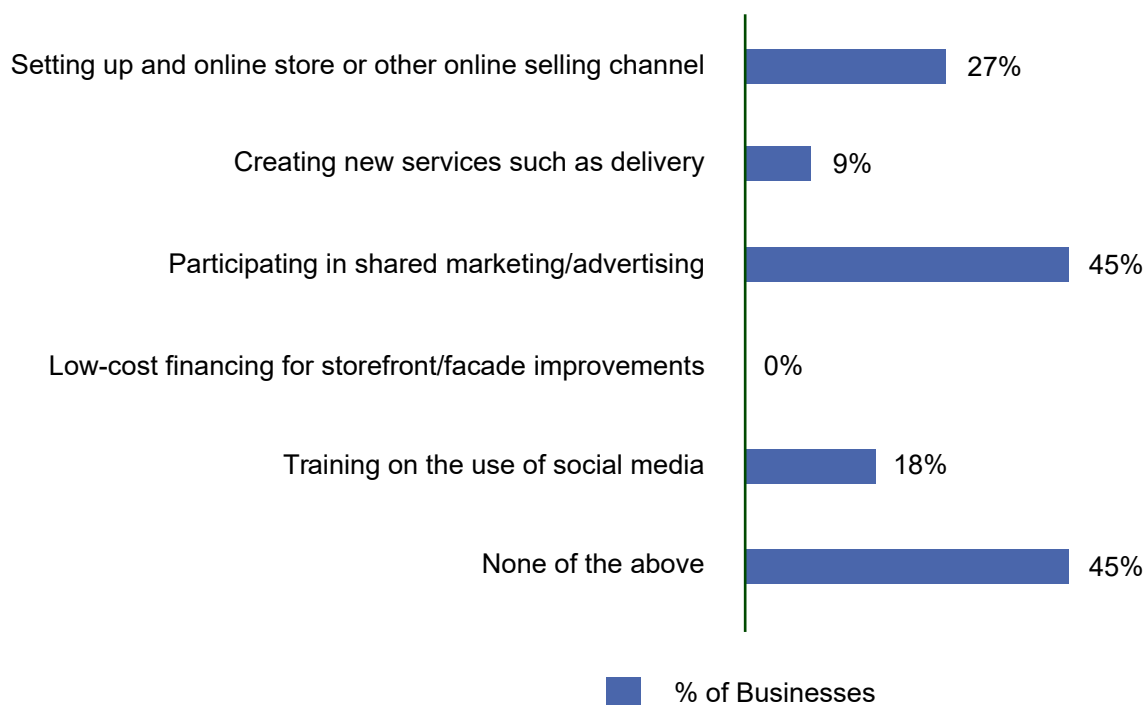 Setting up and online store or other online selling channel 27%
Creating new services such as delivery 9%
Participating in shared marketing/advertising 45%
Low-cost financing for storefront/facade improvements 0%
Training on the use of social media 18%
None of the above 45%
% of Businesses